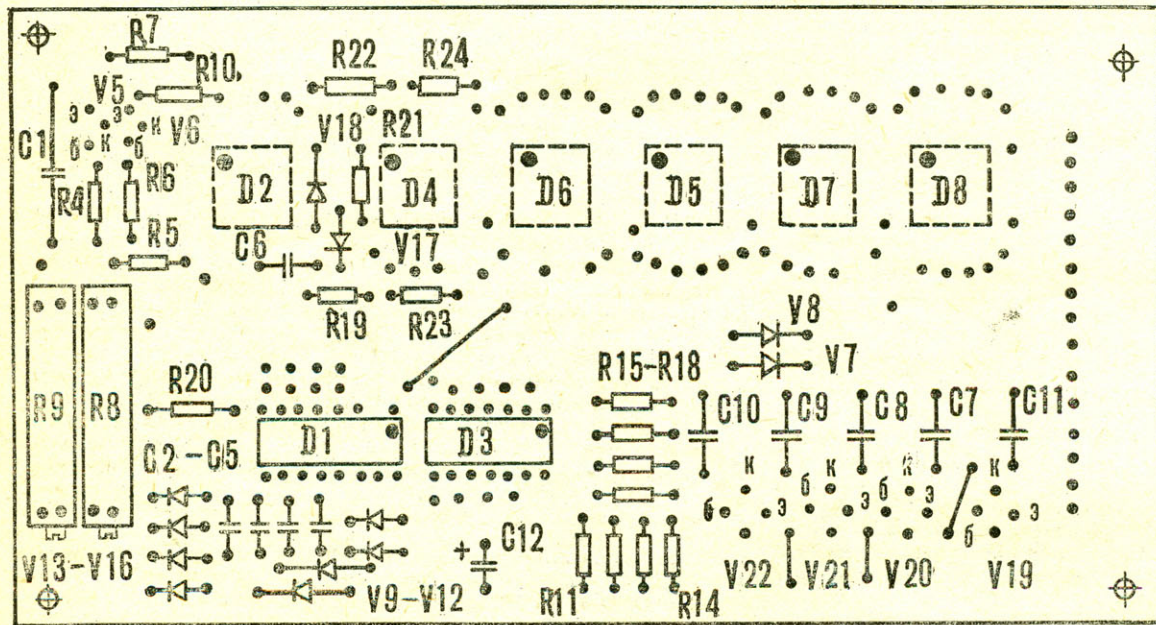 R7
R10
R22
R24
V5
э
э
б
к
б
к
V6
V18
R21
C1
R4
R6
R5
D2
D4
D6
D5
D7
D8
C6
V17
R19
R23
R9
R8
R20
V8
V7
R15-R18
C10
C9
C8
C7
C11
D1
D3
C2-C5
к
к
к
к
б
э
б
э
б
э
б
э
V13-V16
V9-V12
+
C12
R11
R14
V22
V21
V20
V19